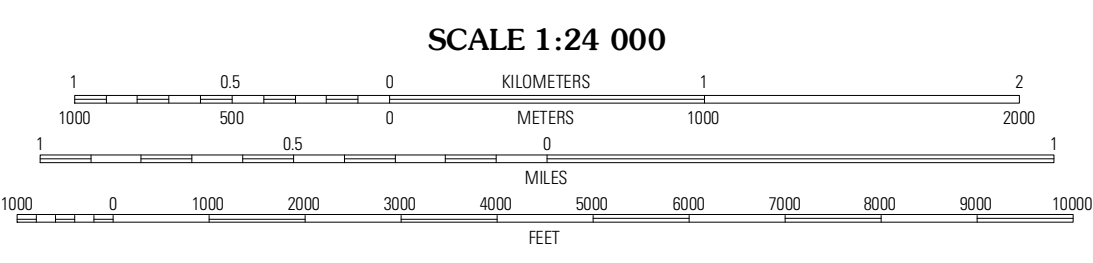 SCALE 1:24 000
1 0.5 0 KILOMETERS 1 2
1000 500 0 METERS 1000 2000
1 0.5 0 1
MILES
1000 0 1000 2000 3000 4000 5000 6000 7000 8000 9000 10000
FEET